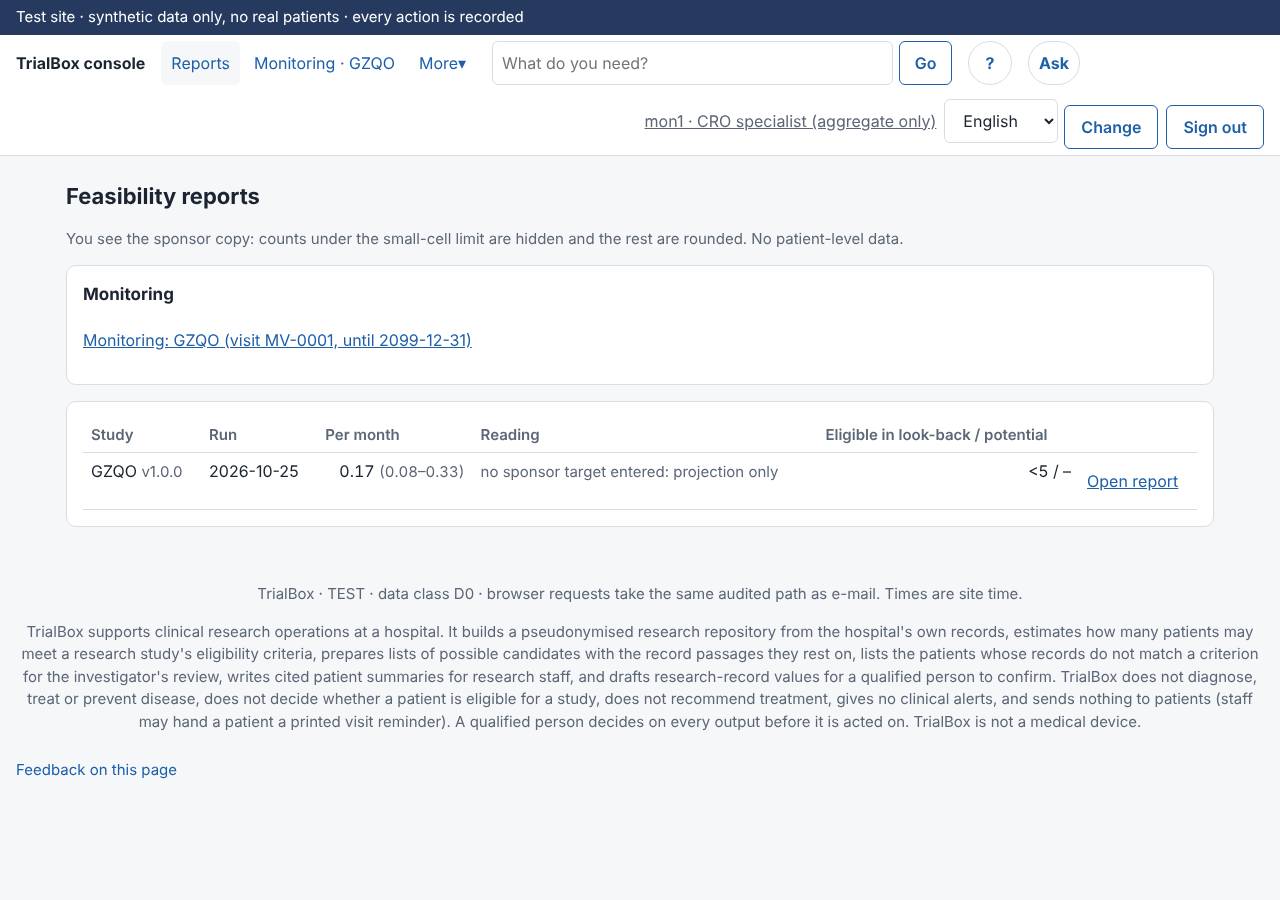 Test site · synthetic data only, no real patients · every action is recorded
TrialBox console Reports Monitoring · GZQO More▾ What do you need? Go ? Ask
mon1 · CRO specialist (aggregate only) English Change Sign out
Feasibility reports
You see the sponsor copy: counts under the small-cell limit are hidden and the rest are rounded. No patient-level data.
Monitoring
Monitoring: GZQO (visit MV-0001, until 2099-12-31)
Study Run Per month Reading Eligible in look-back / potential
GZQO v1.0.0 2026-10-25 0.17 (0.08–0.33) no sponsor target entered: projection only <5 / – Open report
TrialBox · TEST · data class D0 · browser requests take the same audited path as e-mail. Times are site time.
TrialBox supports clinical research operations at a hospital. It builds a pseudonymised research repository from the hospital's own records, estimates how many patients may
meet a research study's eligibility criteria, prepares lists of possible candidates with the record passages they rest on, lists the patients whose records do not match a criterion
for the investigator's review, writes cited patient summaries for research staff, and drafts research-record values for a qualified person to confirm. TrialBox does not diagnose,
treat or prevent disease, does not decide whether a patient is eligible for a study, does not recommend treatment, gives no clinical alerts, and sends nothing to patients (staff
may hand a patient a printed visit reminder). A qualified person decides on every output before it is acted on. TrialBox is not a medical device.
Feedback on this page